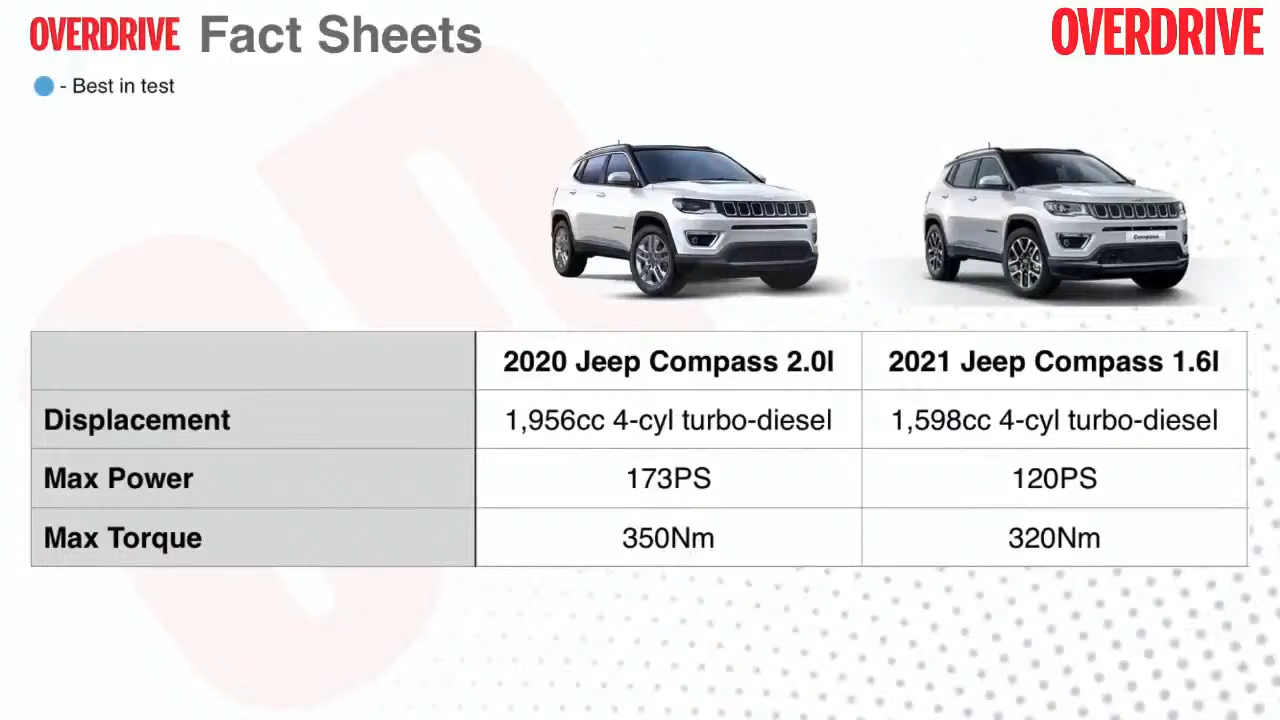 OVERDRIVE Fact Sheets
OVERDRIVE
- Best in test
2020 Jeep Compass 2.0l
2021 Jeep Compass 1.6l
Displacement
1,956cc 4-cyl turbo-diesel
1,598cc 4-cyl turbo-diesel
Max Power
173PS
120PS
Max Torque
350Nm
320Nm
Compass